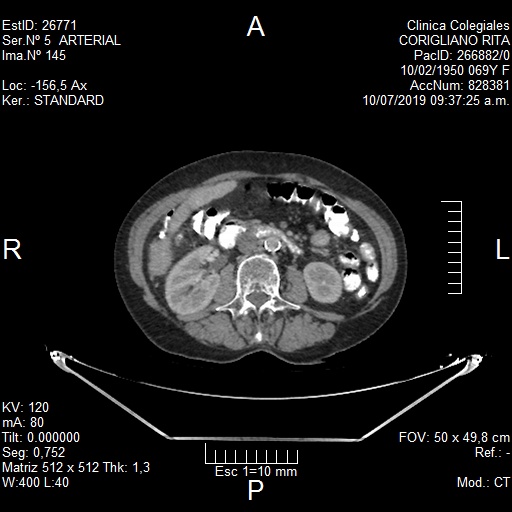 EstID: 26771
Ser.Nº 5 ARTERIAL
Ima.Nº 145
Loc: -156,5 Ax
Ker.: STANDARD
A
Clinica Colegiales
CORIGLIANO RITA
PacID: 266882/0
10/02/1950 069Y F
AccNum: 828381
10/07/2019 09:37:25 a.m.
R
L
KV: 120
mA: 80
Tilt: 0.000000
Seg: 0,752
Matriz 512 x 512 Thk: 1,3
W:400 L:40
Esc 1=10 mm
P
FOV: 50 x 49,8 cm
Ref.: -
Mod.: CT